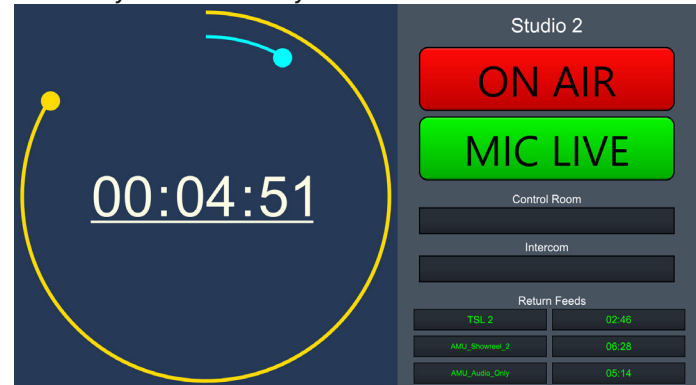 00:04:51
Studio 2
ON AIR
MIC LIVE
Control Room
Intercom
Return Feeds
TSL 2 02:46
AMU_Showreel_2 06:28
AMU_Audio_Only 05:14